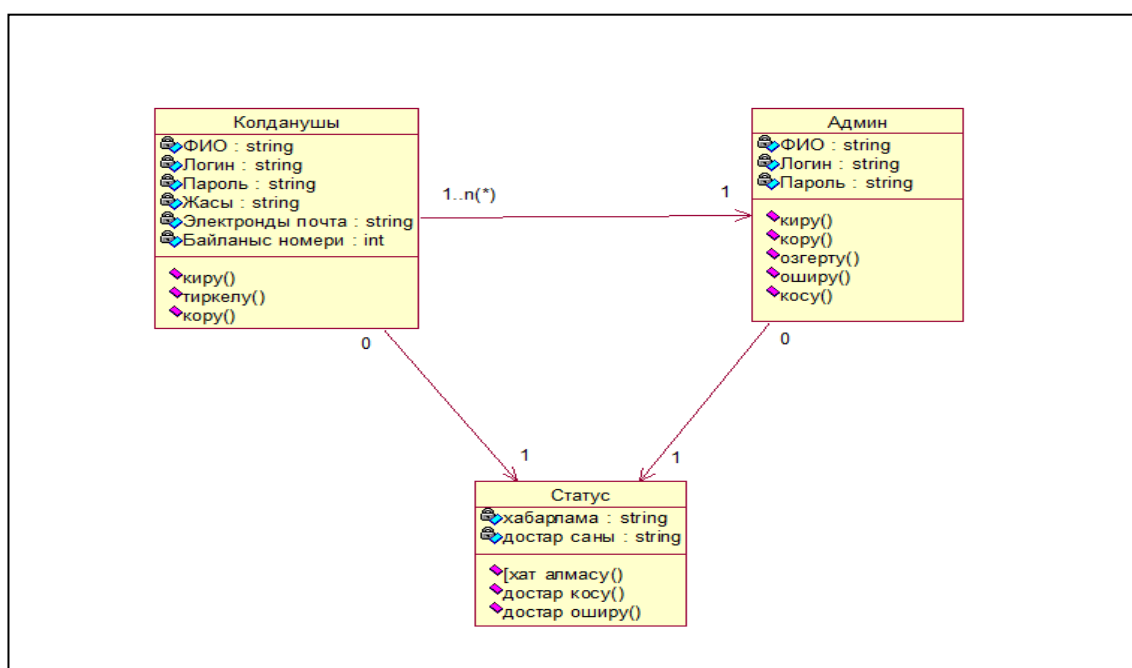 Колданушы
ФИО : string
Логин : string
Пароль : string
Жасы : string
Электронды почта : string
Байланыс номери : int
киру()
тиркелу()
кору()
1..n(*)
1
Админ
ФИО : string
Логин : string
Пароль : string
киру()
кору()
озгерту()
оширу()
косу()
0
0
1
1
Статус
хабарлама : string
достар саны : string
[хат алмасу()
достар косу()
достар оширу()